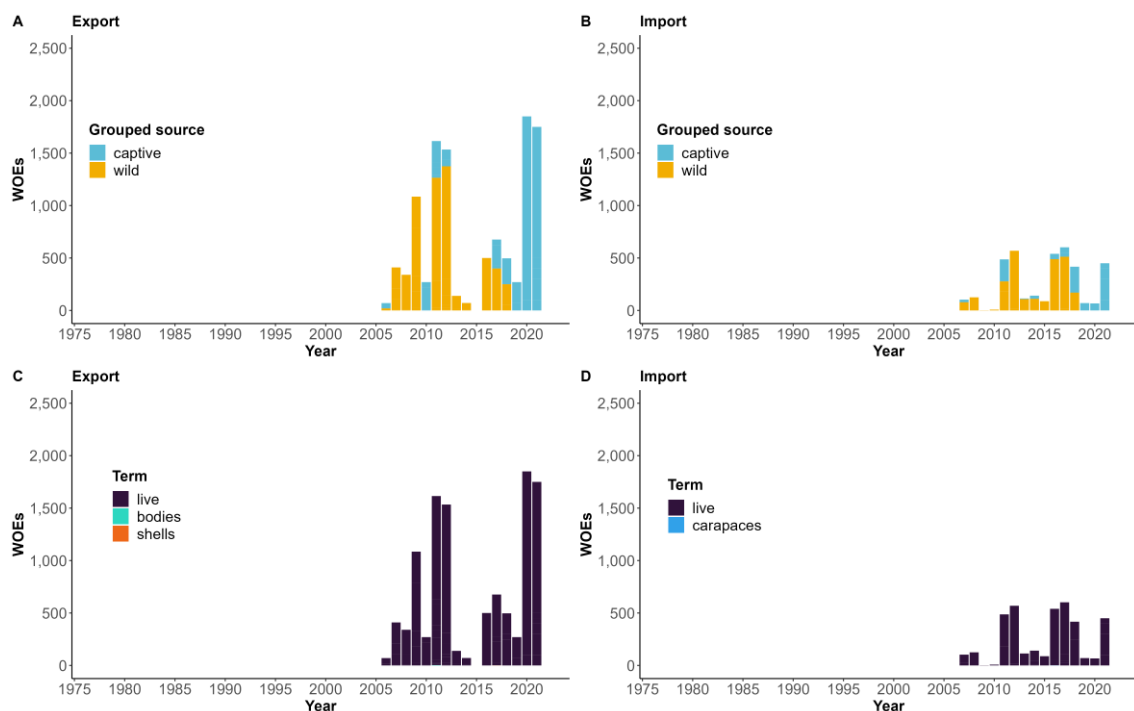 A Export
2,500
2,000
1,500
1,000
500
0
WOEs
Grouped source
captive
wild
1975 1980 1985 1990 1995 2000 2005 2010 2015 2020
Year
B Import
2,500
2,000
1,500
1,000
500
0
WOEs
Grouped source
captive
wild
1975 1980 1985 1990 1995 2000 2005 2010 2015 2020
Year
C Export
2,500
2,000
1,500
1,000
500
0
WOEs
Term
live
bodies
shells
1975 1980 1985 1990 1995 2000 2005 2010 2015 2020
Year
D Import
2,500
2,000
1,500
1,000
500
0
WOEs
Term
live
carapaces
1975 1980 1985 1990 1995 2000 2005 2010 2015 2020
Year